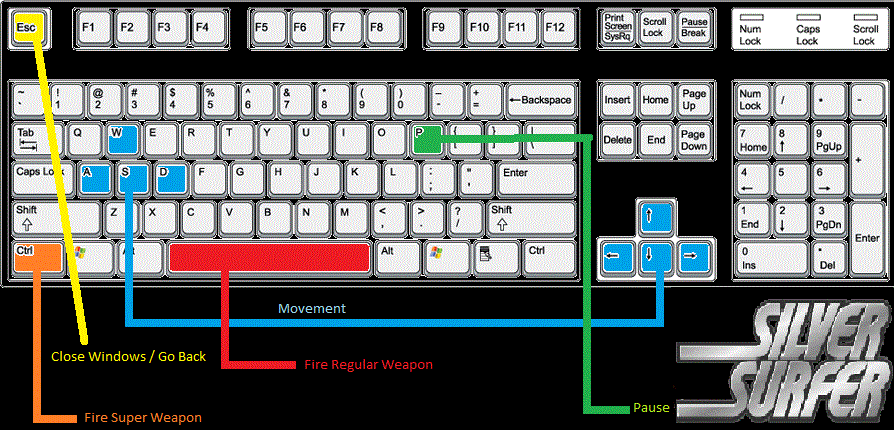 Esc F1 F2 F3 F4 F5 F6 F7 F8 F9 F10 F11 F12 Print Screen SysRq Scroll Lock Pause Break Num Lock Caps Lock Scroll Lock
~ ` ! 1 @ 2 # 3 $ 4 % 5 ^ 6 & 7 * 8 ( 9 ) 0 - - + = ←Backspace Insert Home Page Up Num Lock / • -
Tab Q W E R T Y U I O P { [ } ] | \ Delete End Page Down 7 Home 8 ↑ 9 PgUp +
Caps Lock A S D F G H J K L : ; " ' Enter 4 ← 5 6 →
Shift ⇧ Z X C V B N M < , > . ? / Shift ⇧ ↑ 1 End 2 ↓ 3 PgDn Enter
Ctrl Alt Alt Ctrl ← ↓ → 0 Ins • Del
Movement
Close Windows / Go Back
Fire Regular Weapon
Fire Super Weapon
Pause
SILVER
SURFER